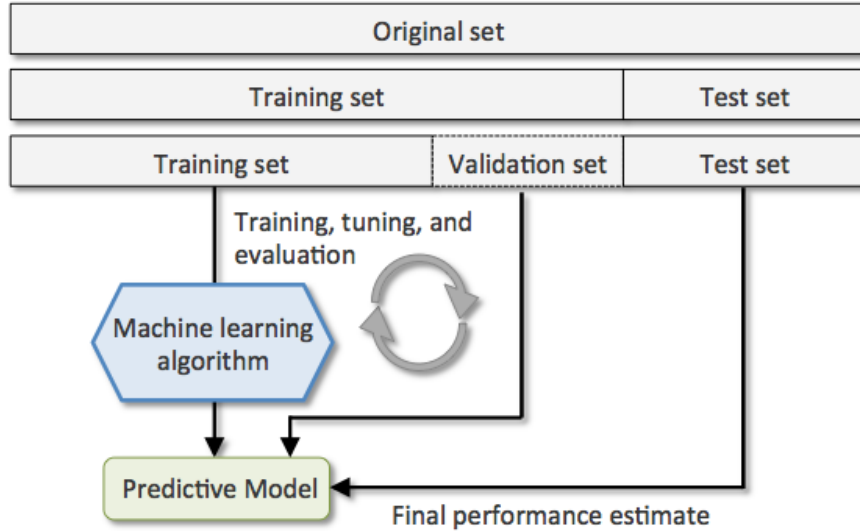 Original set
Training set Test set
Training set Validation set Test set
Training, tuning, and
evaluation
Machine learning
algorithm
Predictive Model
Final performance estimate